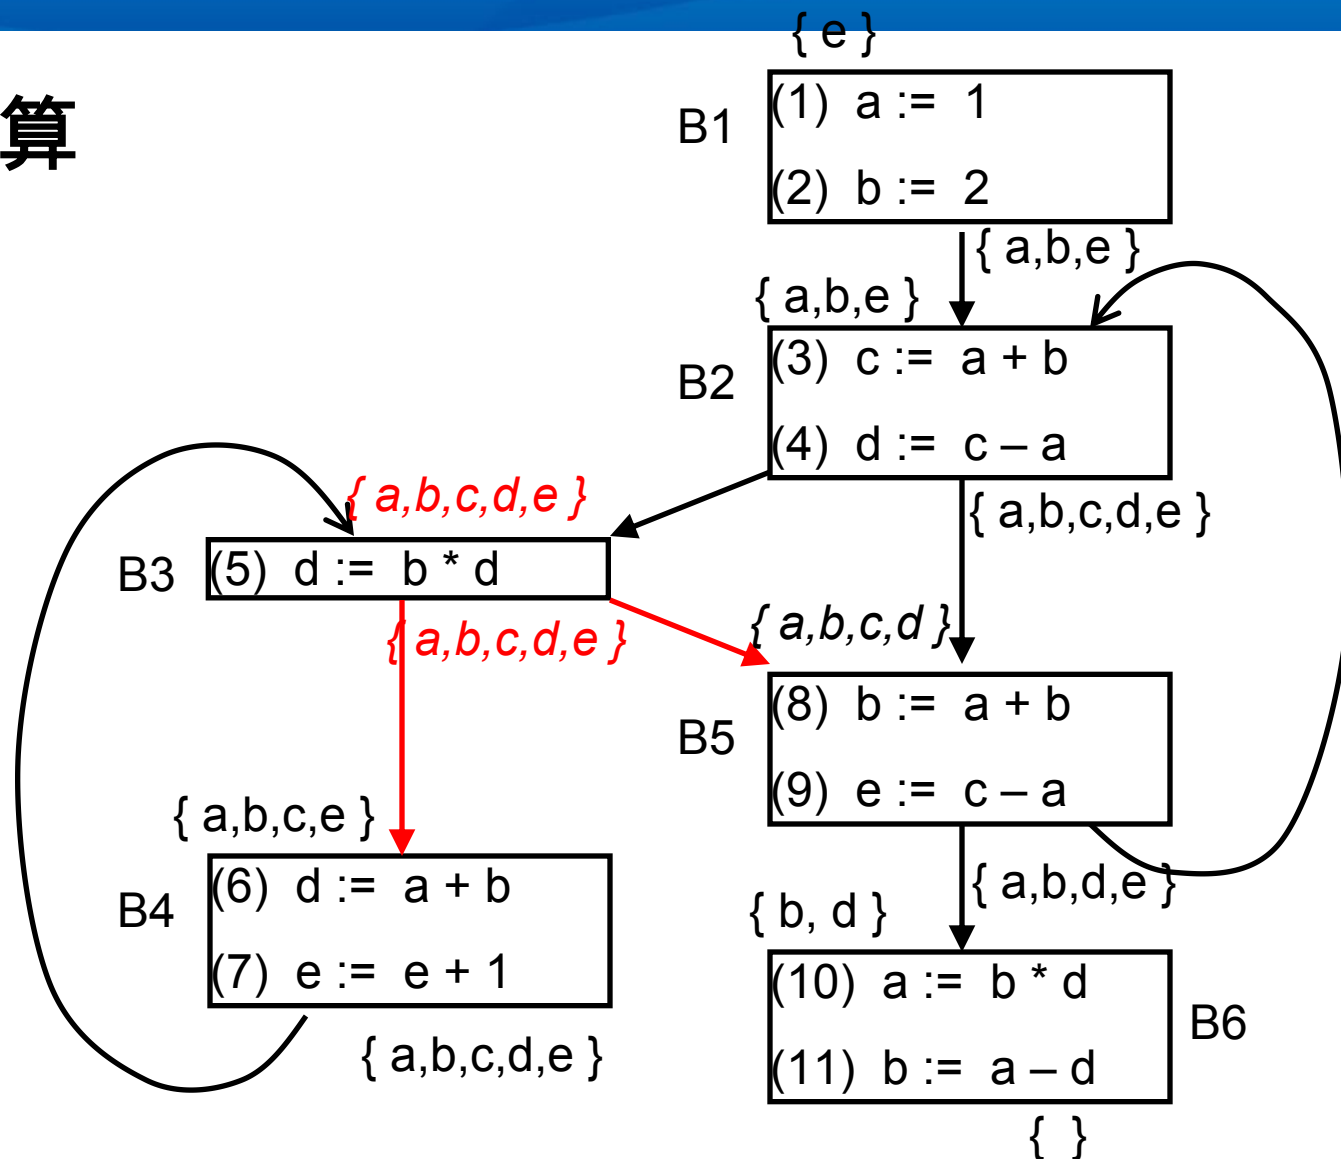 { e }
算
B1
(1) a := 1
(2) b := 2
{ a,b,e }
{ a,b,e }
B2
(3) c := a + b
(4) d := c – a
{ a,b,c,d,e }
{ a,b,c,d,e }
B3
(5) d := b * d
{ a,b,c,d,e }
{ a,b,c,d }
B5
(8) b := a + b
(9) e := c – a
{ a,b,c,e }
B4
(6) d := a + b
(7) e := e + 1
{ a,b,c,d,e }
{ a,b,d,e }
{ b, d }
(10) a := b * d
(11) b := a – d
B6
{ }